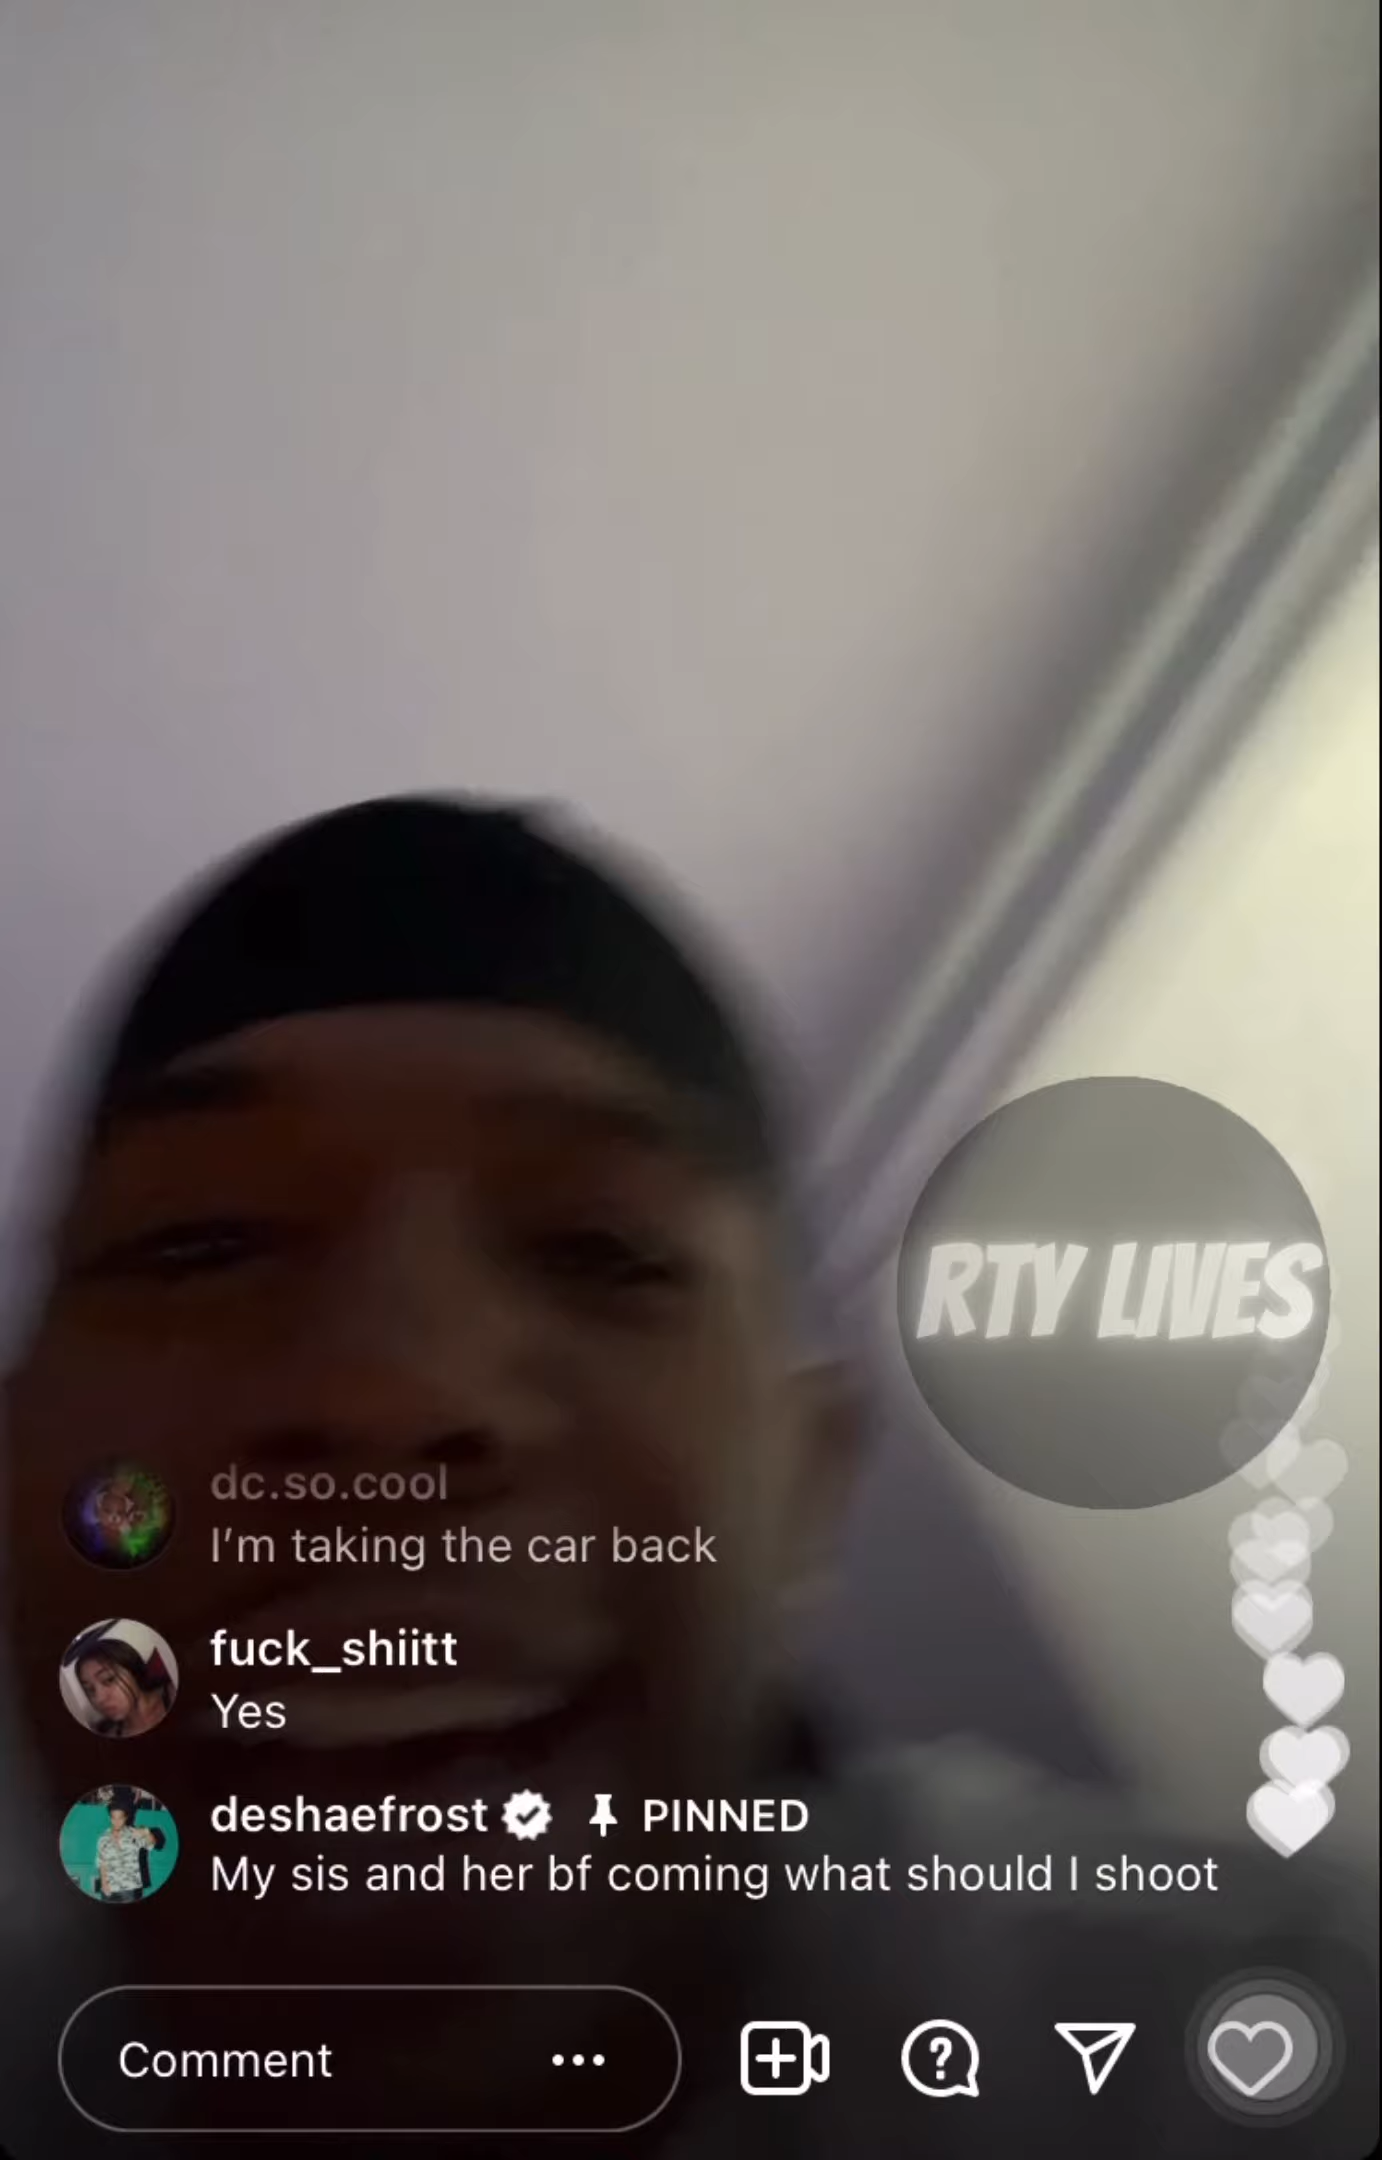 RTY LIVES
dc.so.cool
I’m taking the car back
fuck_shiitt
Yes
deshaefrost PINNED
My sis and her bf coming what should I shoot
Comment